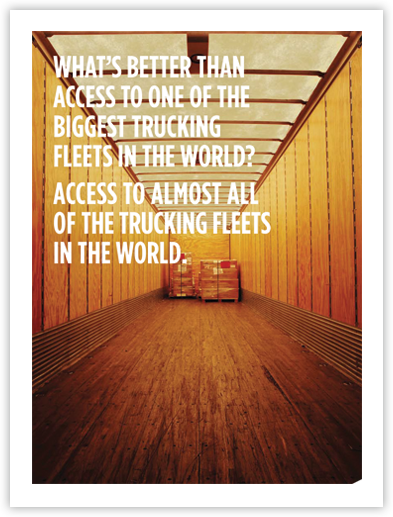 WHAT'S BETTER THAN
ACCESS TO ONE OF THE
BIGGEST TRUCKING
FLEETS IN THE WORLD?
ACCESS TO ALMOST ALL
OF THE TRUCKING FLEETS
IN THE WORLD.